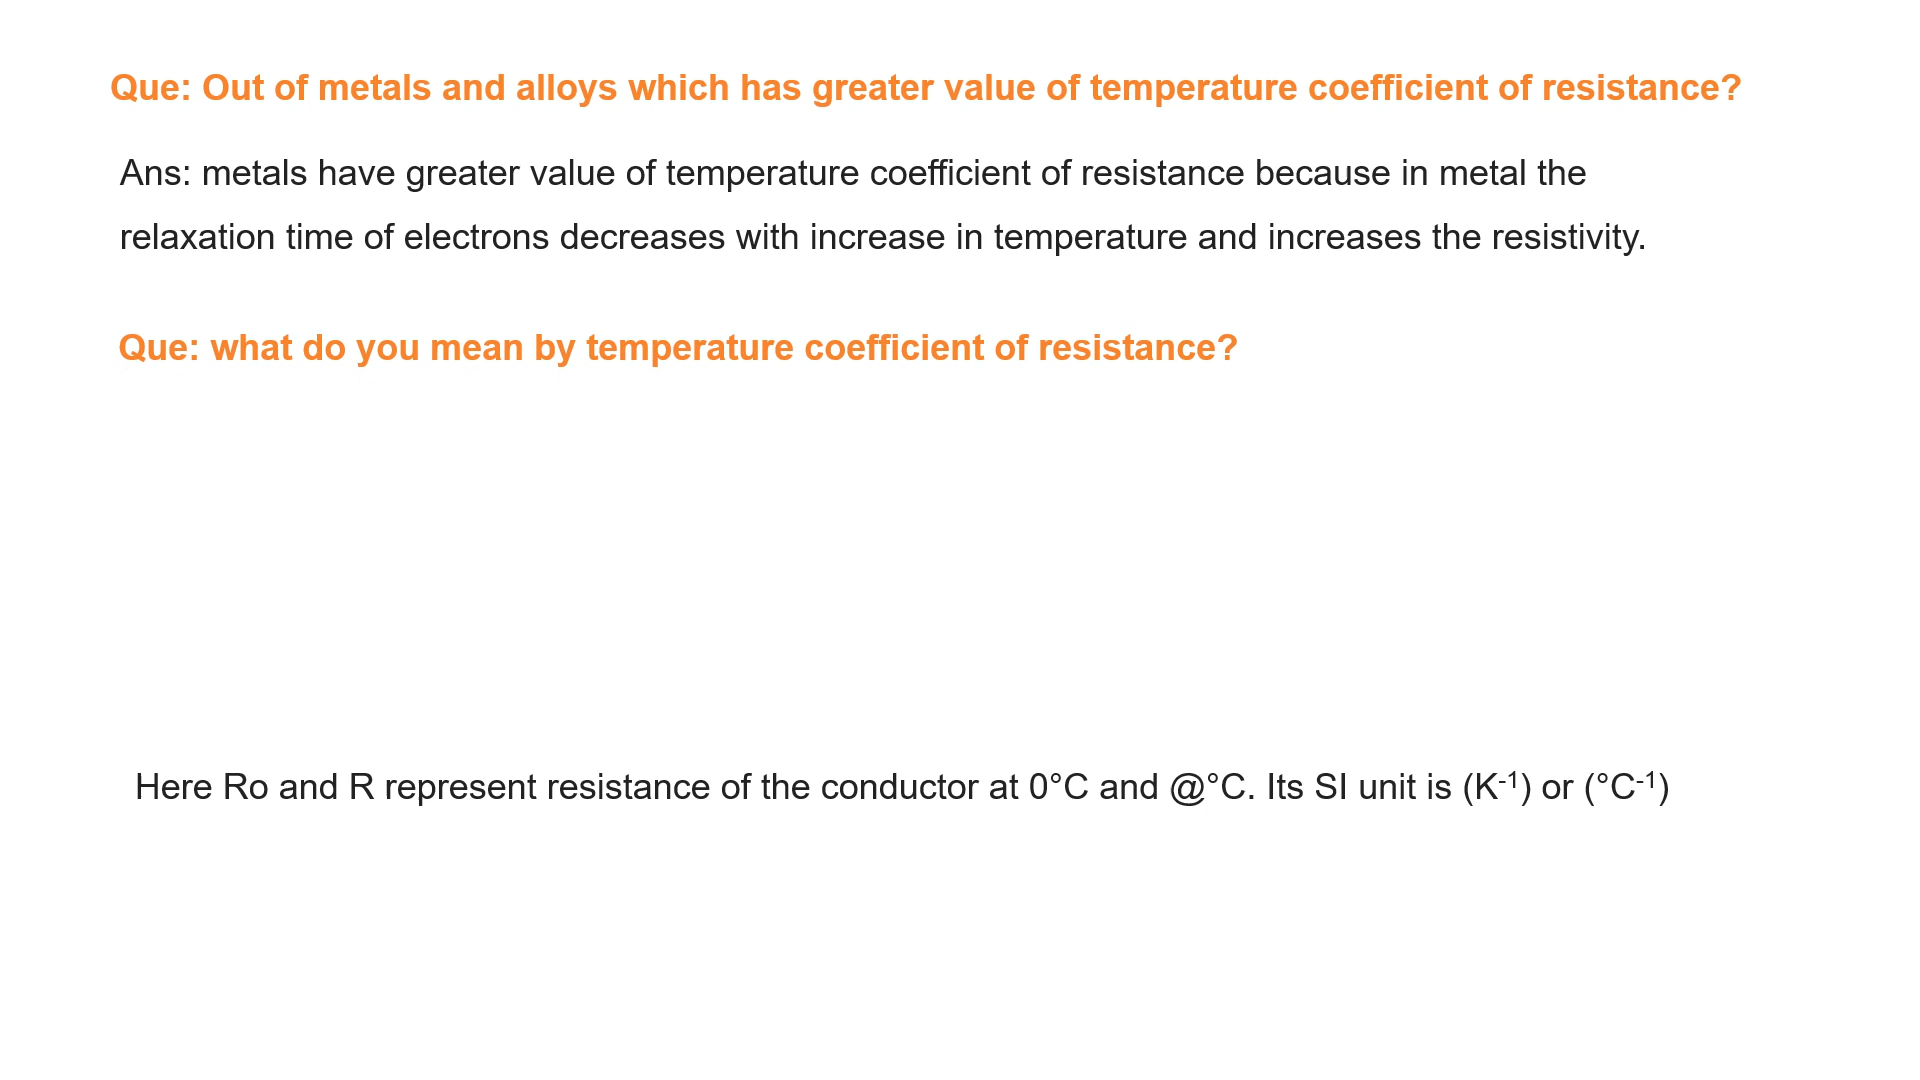 Que: Out of metals and alloys which has greater value of temperature coefficient of resistance?
Ans: metals have greater value of temperature coefficient of resistance because in metal the
relaxation time of electrons decreases with increase in temperature and increases the resistivity.
Que: what do you mean by temperature coefficient of resistance?
Here Ro and R represent resistance of the conductor at 0°C and @°C. Its SI unit is (K⁻¹) or (°C⁻¹)